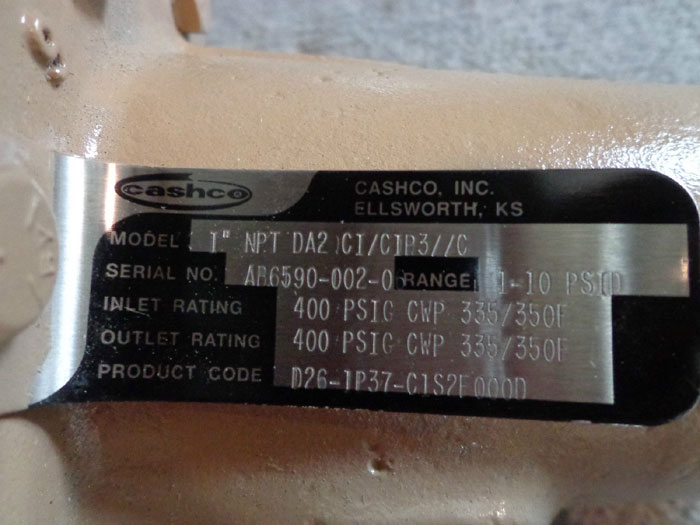 cashco
CASHCO, INC.
ELLSWORTH, KS
MODEL 1" NPT DA2 CI/CIP3//C
SERIAL NO. AB6590-002-0 RANGE 1-10 PSID
INLET RATING 400 PSIG CWP 335/350F
OUTLET RATING 400 PSIG CWP 335/350F
PRODUCT CODE D26-1P37-C1S2F000D